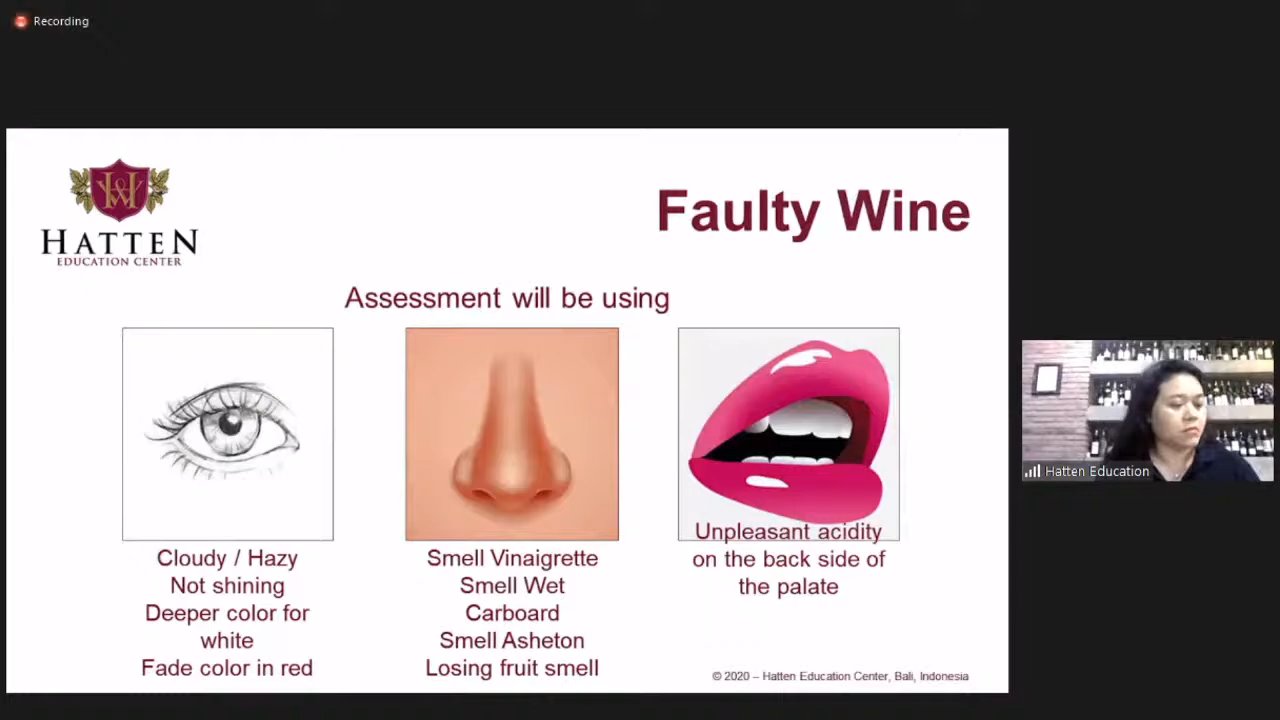 Recording
HATTEN
EDUCATION CENTER
Faulty Wine
Assessment will be using
Cloudy / Hazy
Not shining
Deeper color for
white
Fade color in red
Smell Vinaigrette
Smell Wet
Carboard
Smell Asheton
Losing fruit smell
Unpleasant acidity
on the back side of
the palate
© 2020 – Hatten Education Center, Bali, Indonesia
Hatten Education